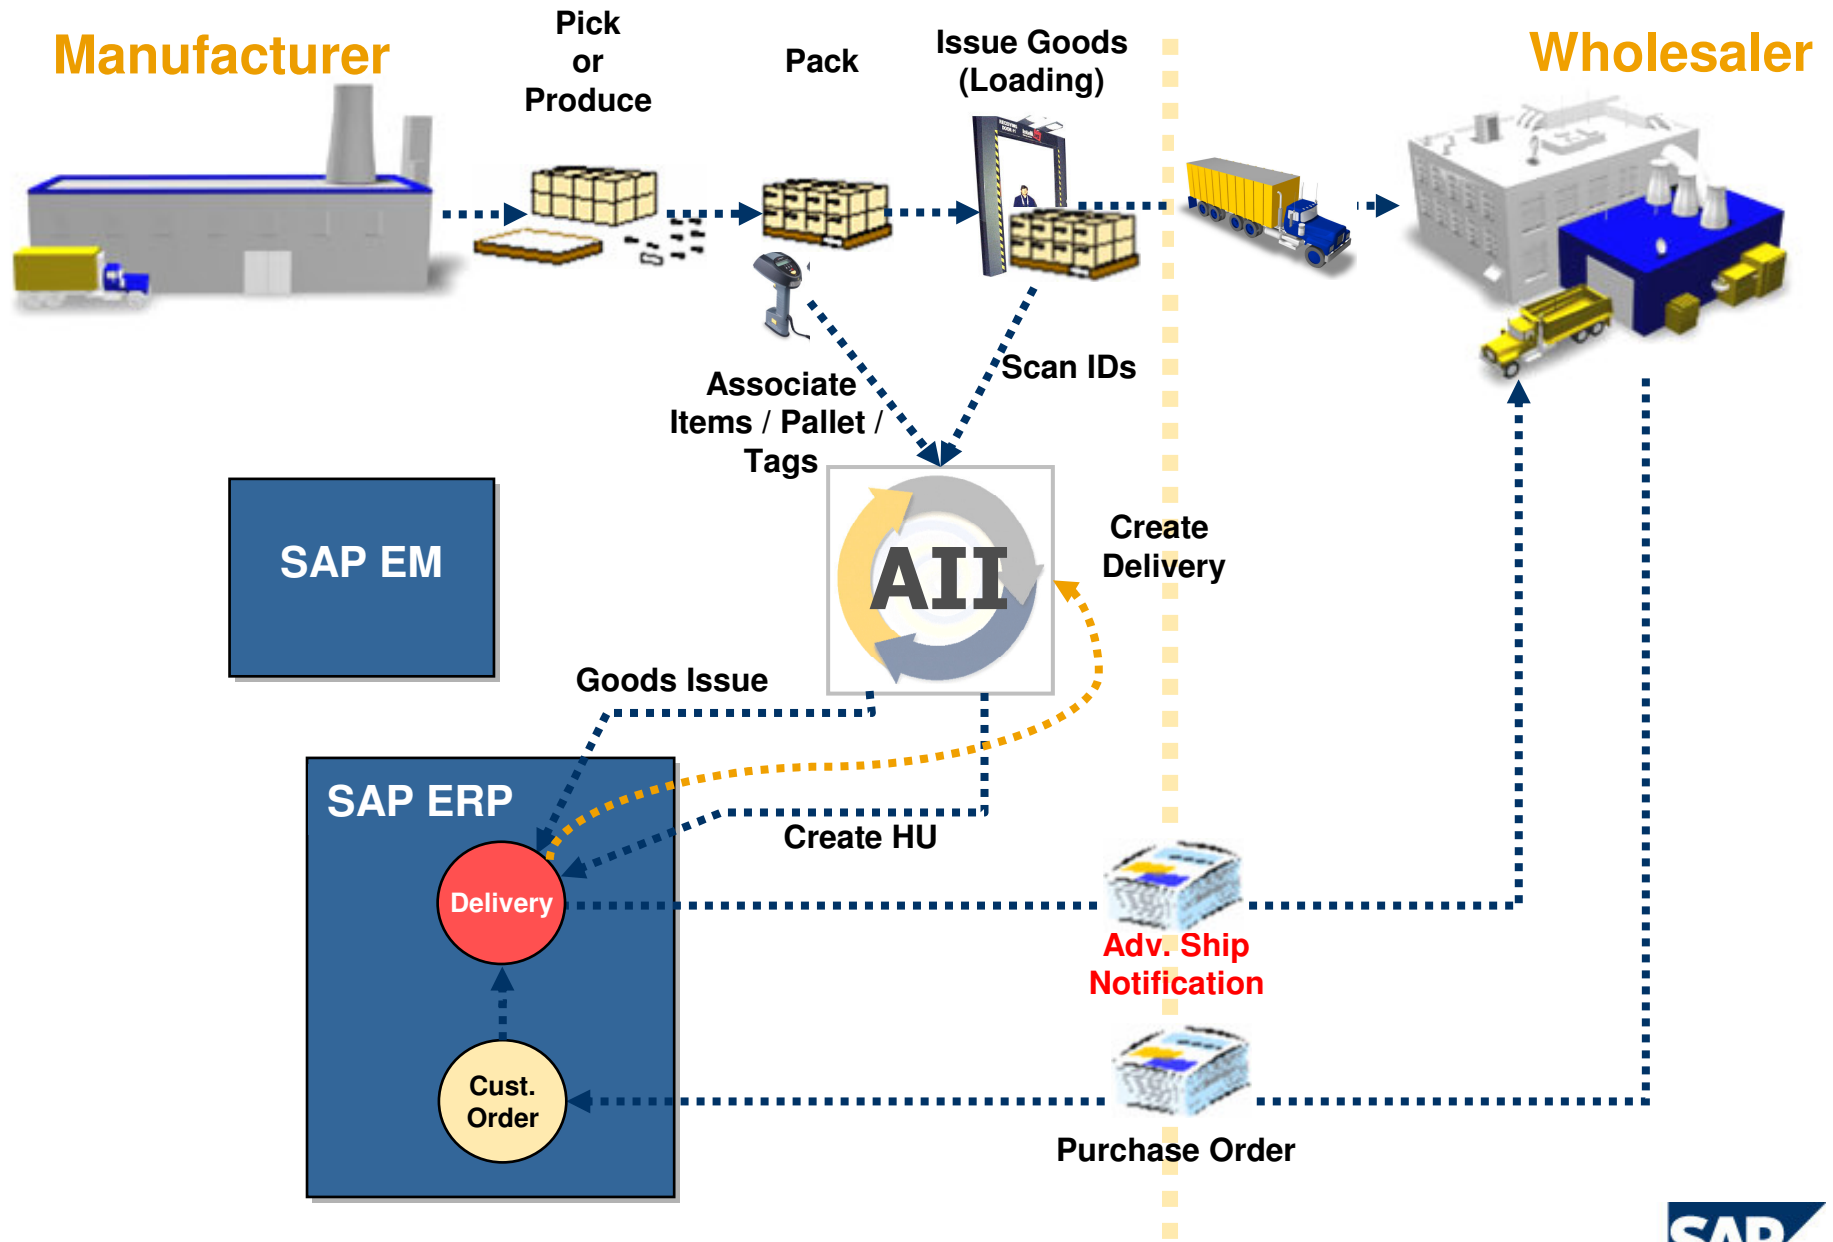 Manufacturer
Pick
or
Produce
Pack
Issue Goods
(Loading)
Wholesaler
Associate
Items / Pallet /
Tags
Scan IDs
SAP EM
AII
Create
Delivery
Goods Issue
SAP ERP
Create HU
Delivery
Adv. Ship
Notification
Cust.
Order
Purchase Order
SAP